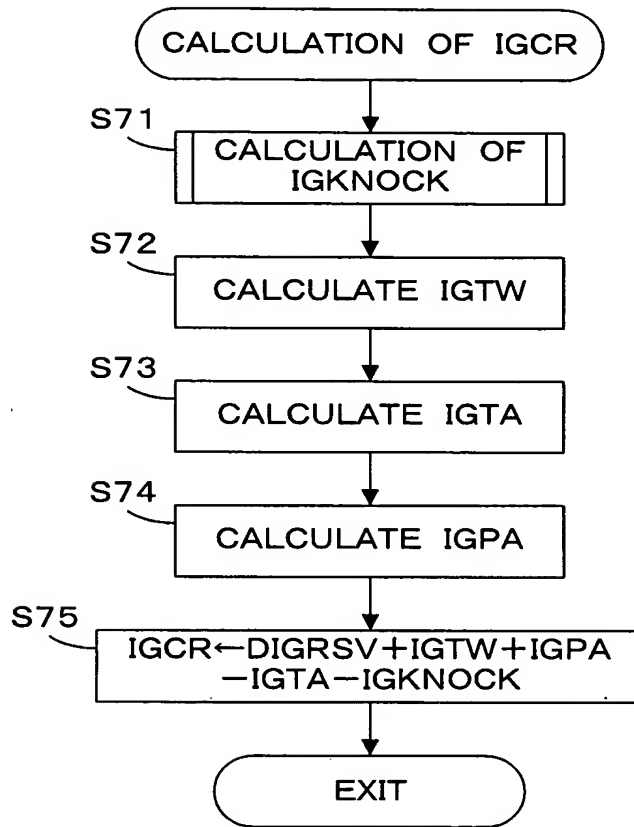 CALCULATION OF IGCR
S71
CALCULATION OF
IGKNOCK
S72
CALCULATE IGTW
S73
CALCULATE IGTA
S74
CALCULATE IGPA
S75
IGCR←DIGRSV+IGTW+IGPA
−IGTA−IGKNOCK
EXIT